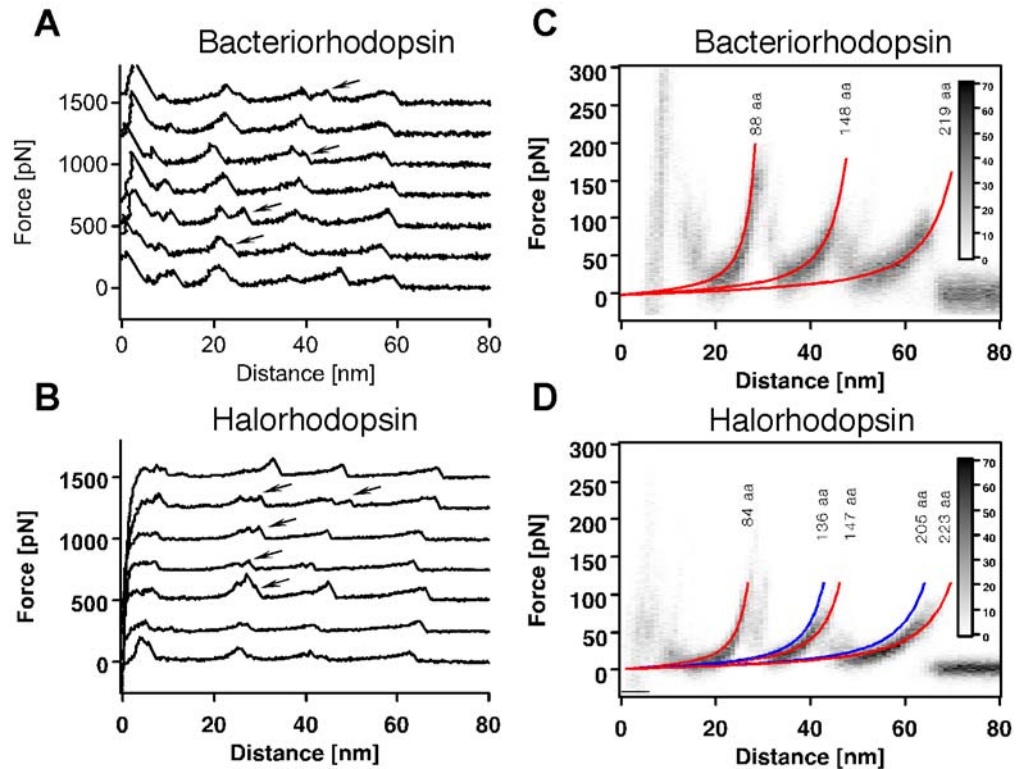 A
Bacteriorhodopsin
Force [pN]
1500
1000
500
0
0 20 40 60 80
Distance [nm]
B
Halorhodopsin
Force [pN]
1500
1000
500
0
0 20 40 60 80
Distance [nm]
C
Bacteriorhodopsin
Force [pN]
300
250
200
150
100
50
0
88 aa
148 aa
219 aa
70
60
50
40
30
20
10
0
0 20 40 60 80
Distance [nm]
D
Halorhodopsin
Force [pN]
300
250
200
150
100
50
0
84 aa
136 aa
147 aa
205 aa
223 aa
70
60
50
40
30
20
10
0
0 20 40 60 80
Distance [nm]